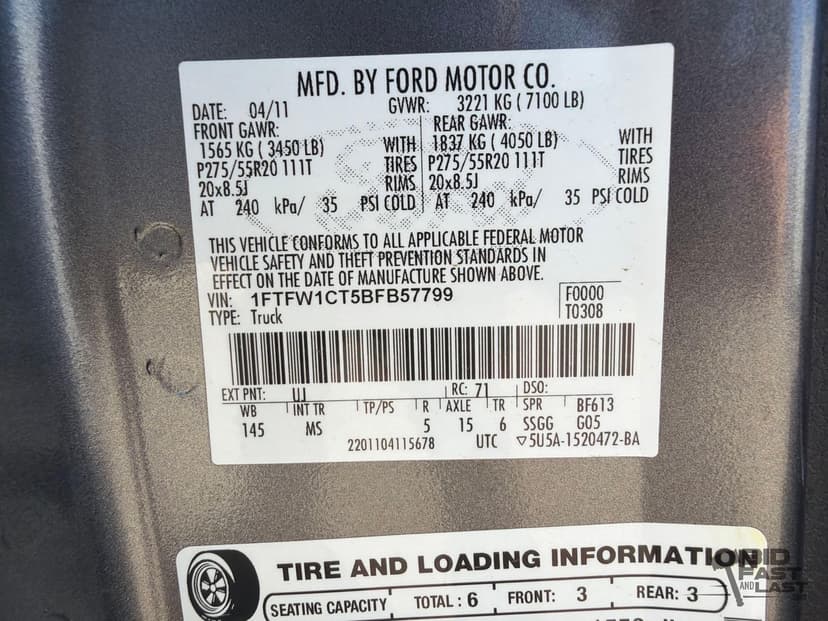 MFD. BY FORD MOTOR CO.
DATE: 04/11 GVWR: 3221 KG ( 7100 LB)
FRONT GAWR: REAR GAWR:
1565 KG ( 3450 LB) WITH 1837 KG ( 4050 LB) WITH
P275/55R20 111T TIRES P275/55R20 111T TIRES
20x8.5J RIMS 20x8.5J RIMS
AT 240 kPa/ 35 PSI COLD AT 240 kPa/ 35 PSI COLD
THIS VEHICLE CONFORMS TO ALL APPLICABLE FEDERAL MOTOR
VEHICLE SAFETY AND THEFT PREVENTION STANDARDS IN
EFFECT ON THE DATE OF MANUFACTURE SHOWN ABOVE.
VIN: 1FTFW1CT5BFB57799 F0000
TYPE: Truck T0308
EXT PNT: UJ RC: 71 DSO:
WB INT TR TP/PS R AXLE TR SPR BF613
145 MS 5 15 6 SSGG G05
2201104115678 UTC ▽5U5A-1520472-BA
TIRE AND LOADING INFORMATION
SEATING CAPACITY TOTAL : 6 FRONT: 3 REAR: 3
BID
FAST
AND
LAST